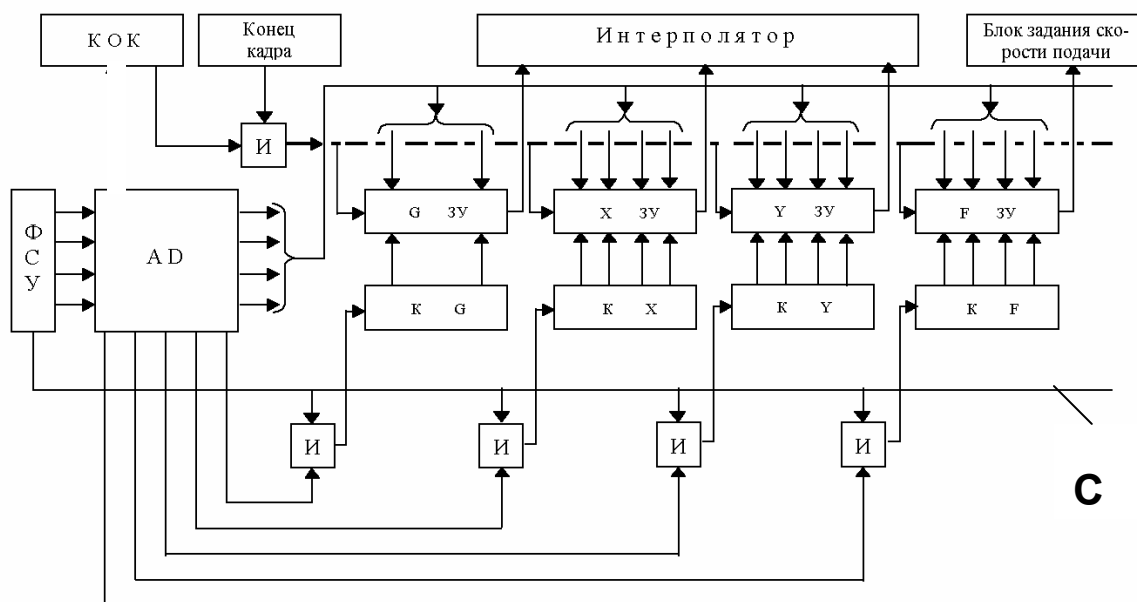 К О К
Конец
кадра
И н т е р п о л я т о р
Блок задания ско-
рости подачи
И
Ф
С
У
A D
G ЗУ
X ЗУ
Y ЗУ
F ЗУ
К G
К X
К Y
К F
И
И
И
И
С